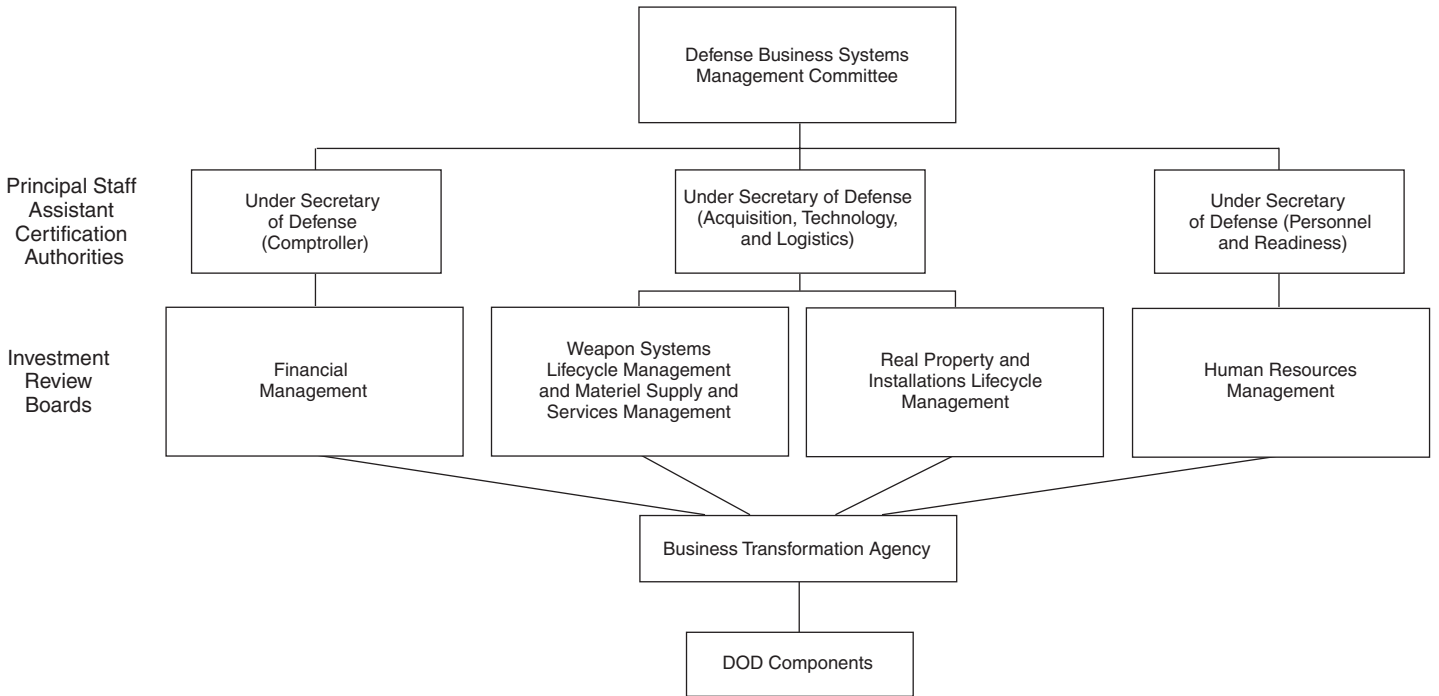 Defense Business Systems
Management Committee
Principal Staff
Assistant
Certification
Authorities
Under Secretary
of Defense
(Comptroller)
Under Secretary of Defense
(Acquisition, Technology,
and Logistics)
Under Secretary
of Defense (Personnel
and Readiness)
Investment
Review
Boards
Financial
Management
Weapon Systems
Lifecycle Management
and Materiel Supply and
Services Management
Real Property and
Installations Lifecycle
Management
Human Resources
Management
Business Transformation Agency
DOD Components